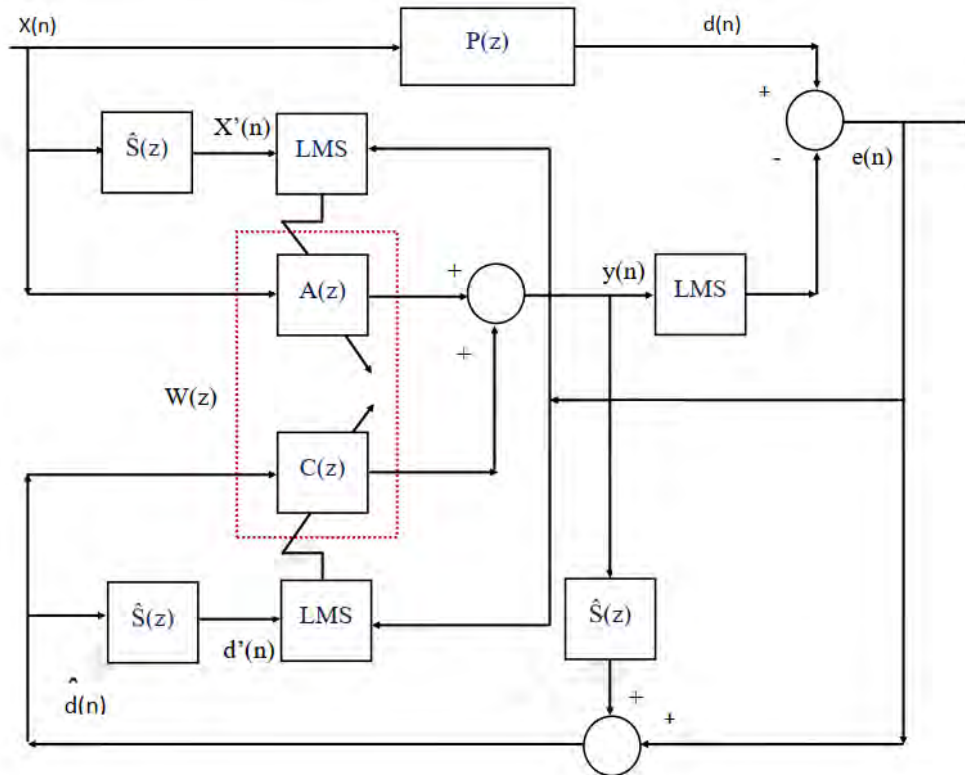 X(n)
P(z)
d(n)
+
-
e(n)
Ŝ(z)
X'(n)
LMS
A(z)
+
y(n)
LMS
+
W(z)
C(z)
Ŝ(z)
d'(n)
LMS
Ŝ(z)
+
+
d̂(n)